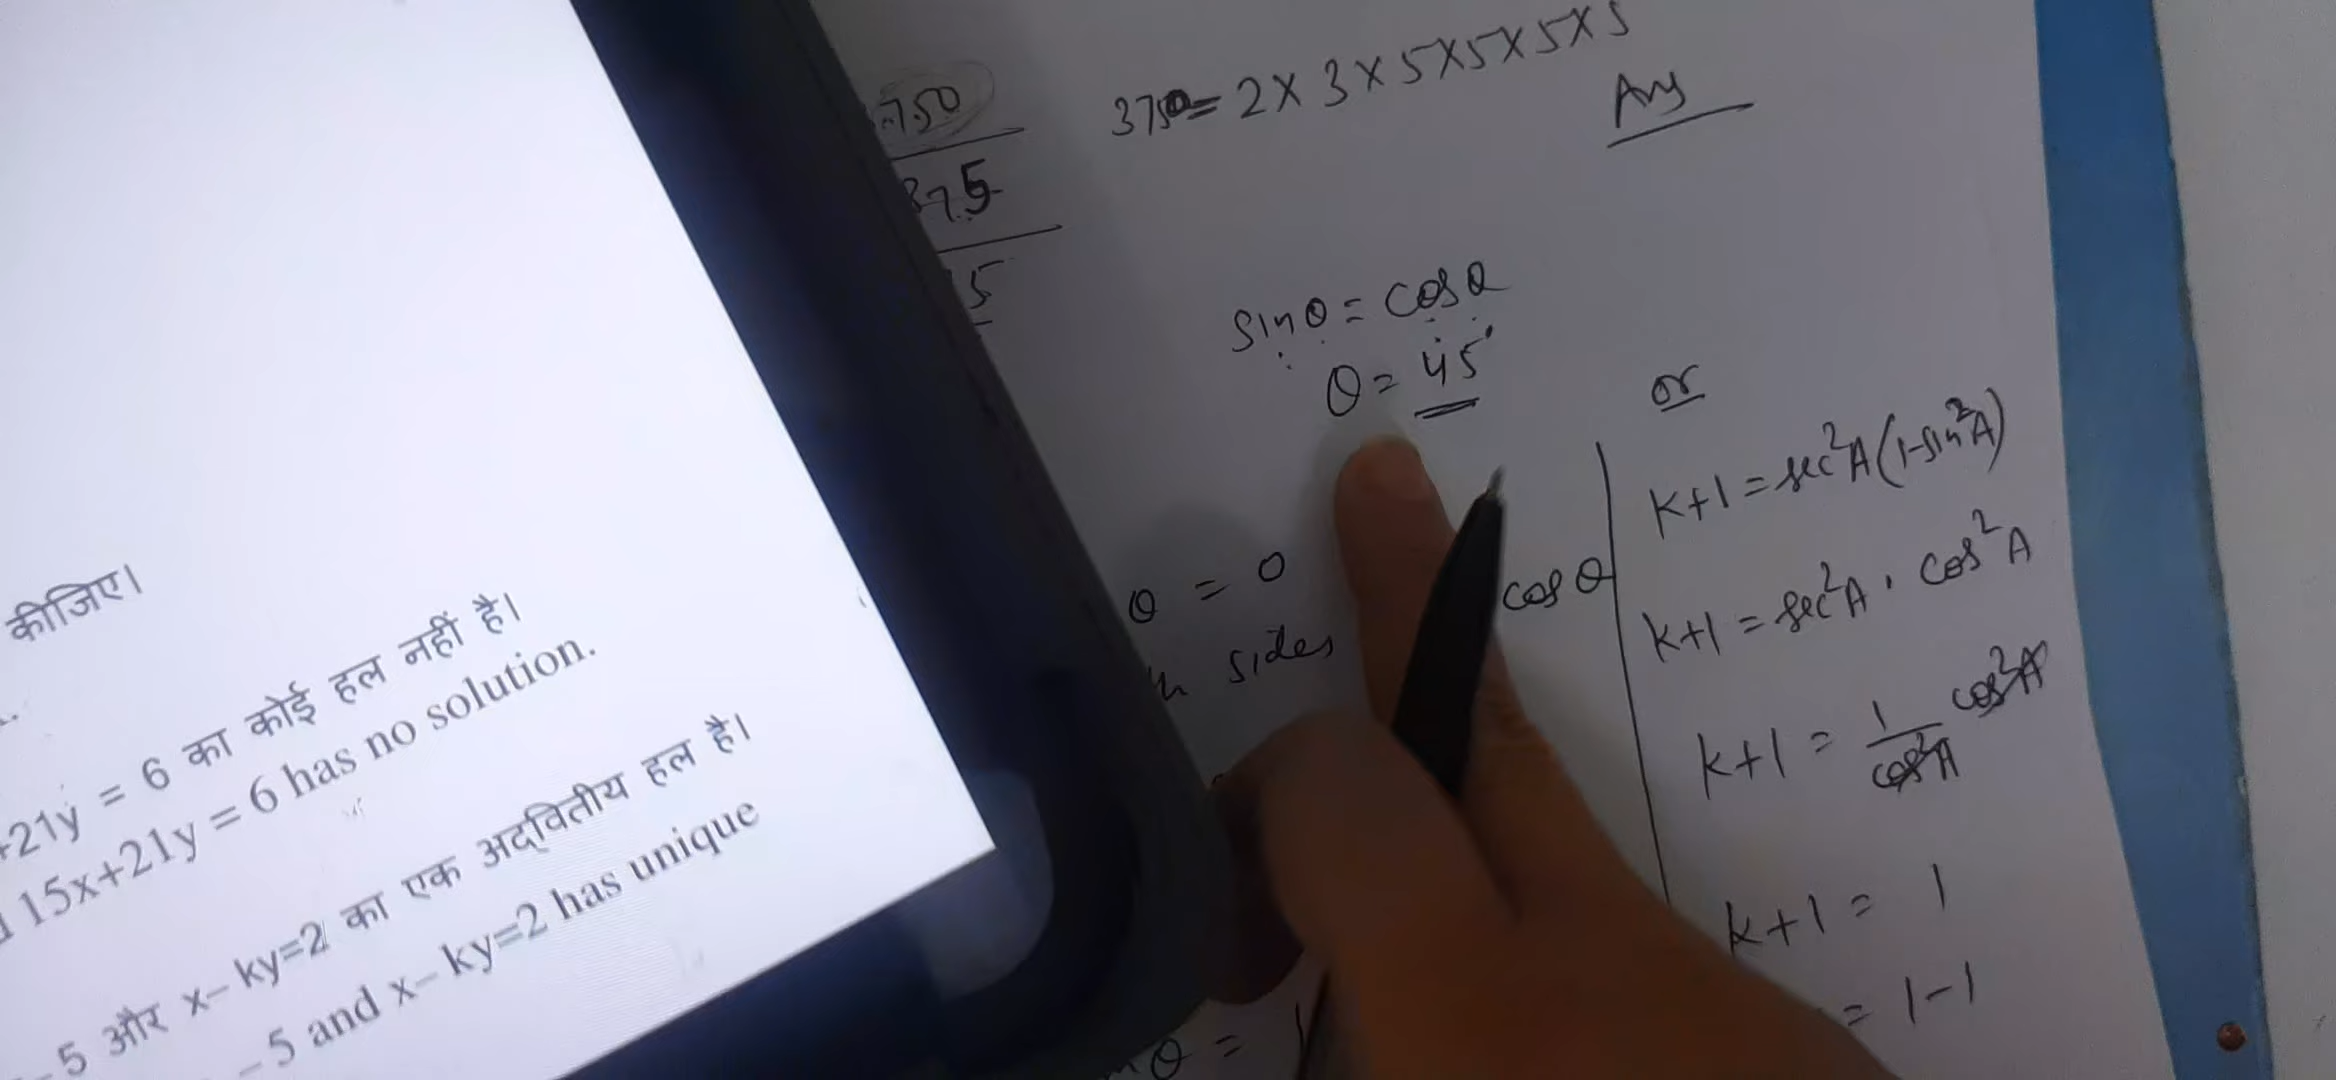 कीजिए।
+21y = 6 का कोई हल नहीं है।
15x+21y = 6 has no solution.
5 और x– ky=2 का एक अद्वितीय हल है।
– 5 and x– ky=2 has unique
750
375
5
3750 = 2 × 3 × 5 × 5 × 5 × 5
Ans
sin θ = cos θ
θ = 45°
θ = 0
sides
cos θ
θ =
or
k+1 = sec²A (1-sin²A)
k+1 = sec²A . cos²A
k+1 = 1/cos²A cos²A
k+1 = 1
= 1-1